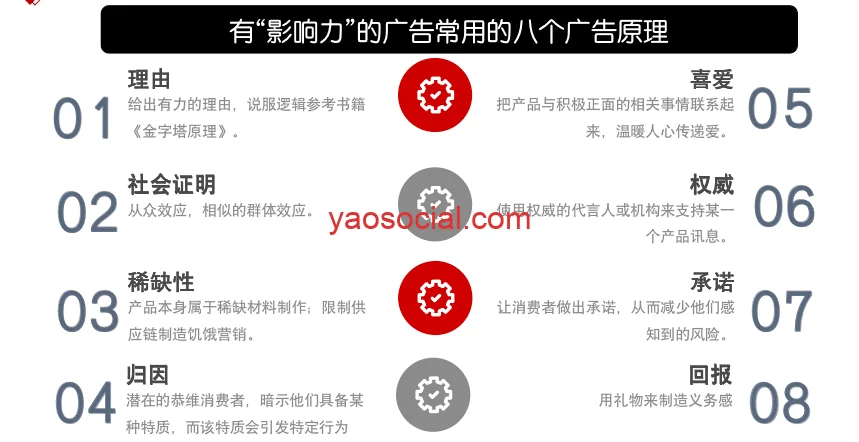 有“影响力”的广告常用的八个广告原理
01
理由
给出有力的理由，说服逻辑参考书籍
《金字塔原理》。
02
社会证明
从众效应，相似的群体效应。
03
稀缺性
产品本身属于稀缺材料制作；限制供
应链制造饥饿营销。
04
归因
潜在的恭维消费者，暗示他们具备某
种特质，而该特质会引发特定行为
yaosocial.com
喜爱
05
把产品与积极正面的相关事情联系起
来，温暖人心传递爱。
权威
06
使用权威的代言人或机构来支持某一
个产品讯息。
承诺
07
让消费者做出承诺，从而减少他们感
知到的风险。
回报
08
用礼物来制造义务感